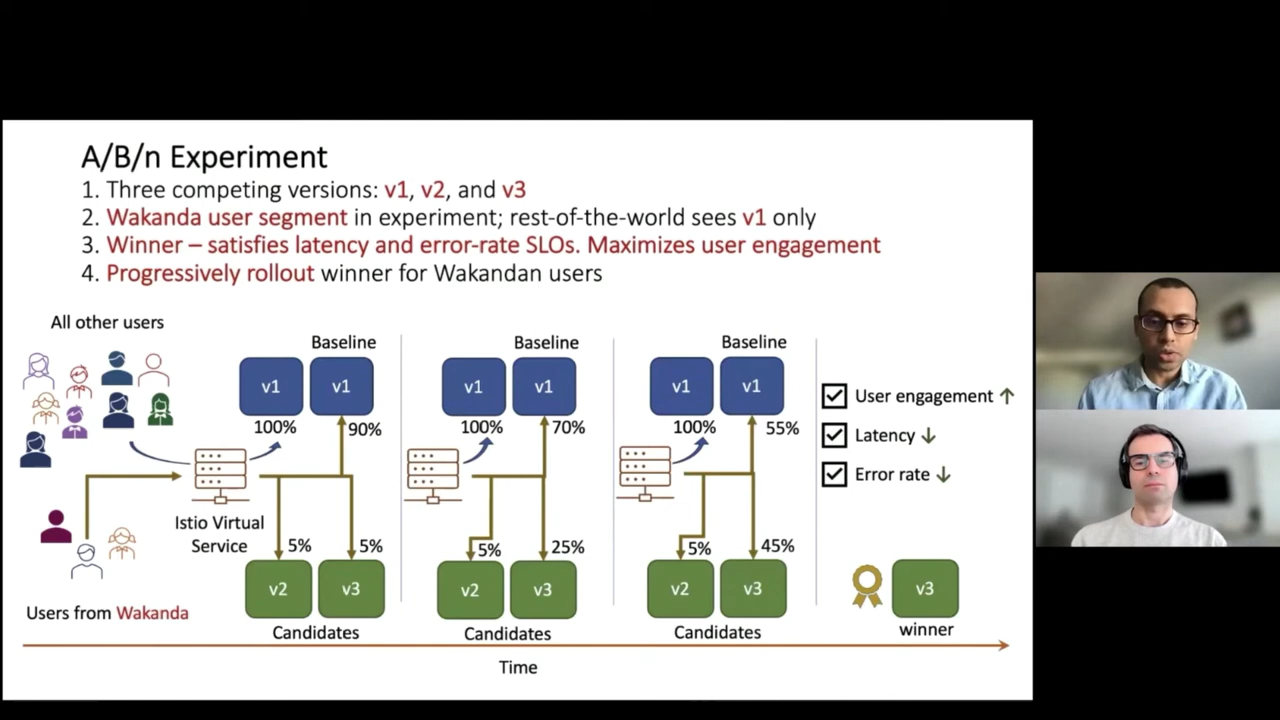 A/B/n Experiment
1. Three competing versions: v1, v2, and v3
2. Wakanda user segment in experiment; rest-of-the-world sees v1 only
3. Winner – satisfies latency and error-rate SLOs. Maximizes user engagement
4. Progressively rollout winner for Wakandan users
All other users
Baseline
Baseline
Baseline
v1
v1
v1
v1
v1
v1
100%
90%
100%
70%
100%
55%
User engagement ↑
Latency ↓
Error rate ↓
Istio Virtual
Service
5%
5%
5%
25%
5%
45%
v2
v3
v2
v3
v2
v3
v3
Users from Wakanda
Candidates
Candidates
Candidates
winner
Time